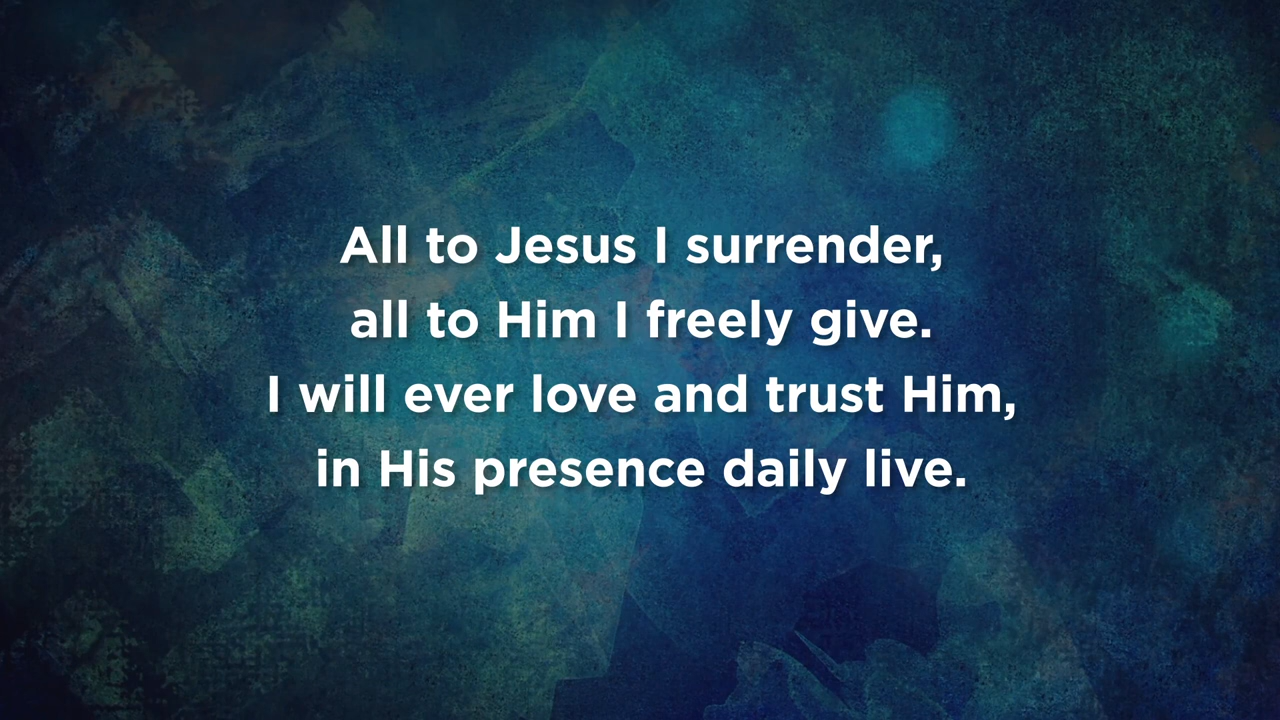 All to Jesus I surrender,
all to Him I freely give.
I will ever love and trust Him,
in His presence daily live.